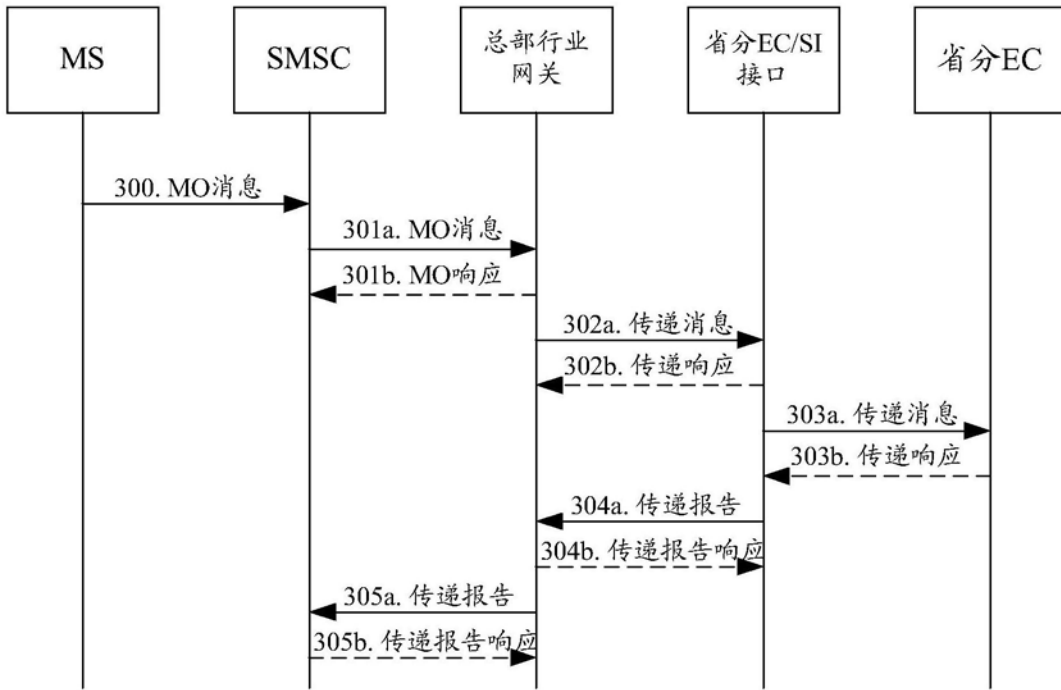 MS
SMSC
总部行业
网关
省分EC/SI
接口
省分EC
300. MO消息
301a. MO消息
301b. MO响应
302a. 传递消息
302b. 传递响应
303a. 传递消息
303b. 传递响应
304a. 传递报告
304b. 传递报告响应
305a. 传递报告
305b. 传递报告响应